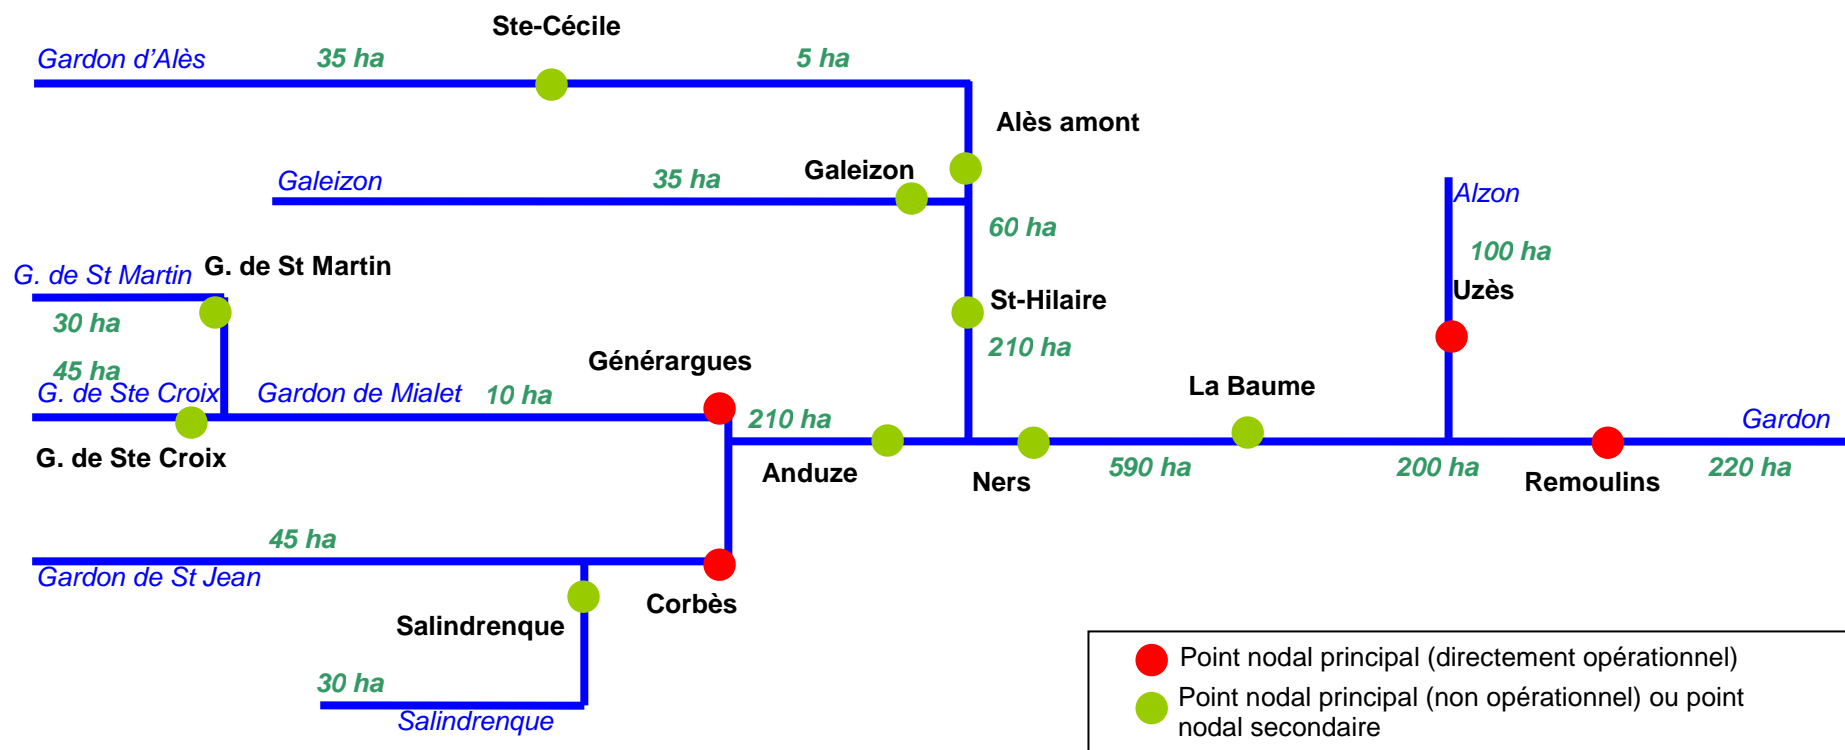 Ste-Cécile
Gardon d'Alès
35 ha
5 ha
Alès amont
Galeizon
Galeizon
35 ha
Alzon
60 ha
100 ha
G. de St Martin
G. de St Martin
30 ha
St-Hilaire
Uzès
210 ha
45 ha
Générargues
La Baume
G. de Ste Croix
Gardon de Mialet
10 ha
210 ha
Gardon
G. de Ste Croix
Anduze
Ners
590 ha
200 ha
Remoulins
220 ha
45 ha
Gardon de St Jean
Corbès
Salindrenque
30 ha
Salindrenque
Point nodal principal (directement opérationnel)
Point nodal principal (non opérationnel) ou point
nodal secondaire